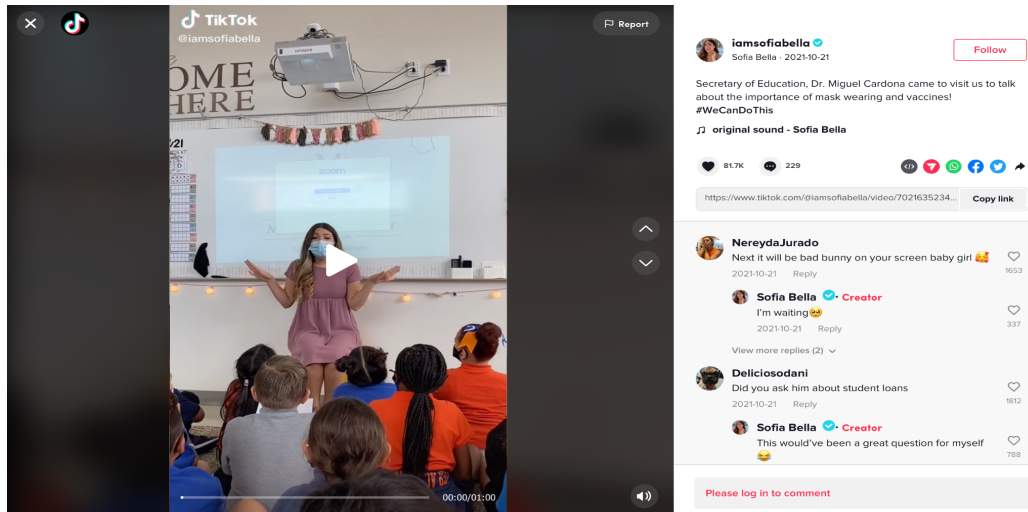 TikTok
@iamsofiabella
Report
OME
HERE
HITACHI
/21
zoom
00:00/01:00
iamsofiabella
Sofia Bella · 2021-10-21
Follow
Secretary of Education, Dr. Miguel Cardona came to visit us to talk
about the importance of mask wearing and vaccines!
#WeCanDoThis
original sound - Sofia Bella
81.7K
229
https://www.tiktok.com/@iamsofiabella/video/7021635234...
Copy link
NereydaJurado
Next it will be bad bunny on your screen baby girl 🥰
2021-10-21 Reply
1653
Sofia Bella · Creator
I'm waiting🥺
2021-10-21 Reply
337
View more replies (2)
Deliciosodani
Did you ask him about student loans
2021-10-21 Reply
1812
Sofia Bella · Creator
This would've been a great question for myself
😂
788
Please log in to comment